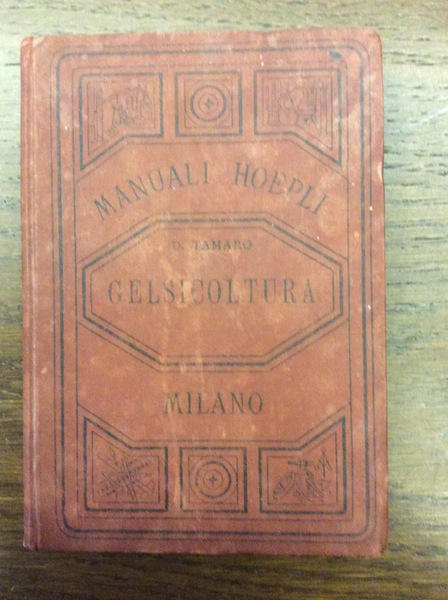 MANUALI HOEPLI
D. TAMARO
GELSICOLTURA
MILANO